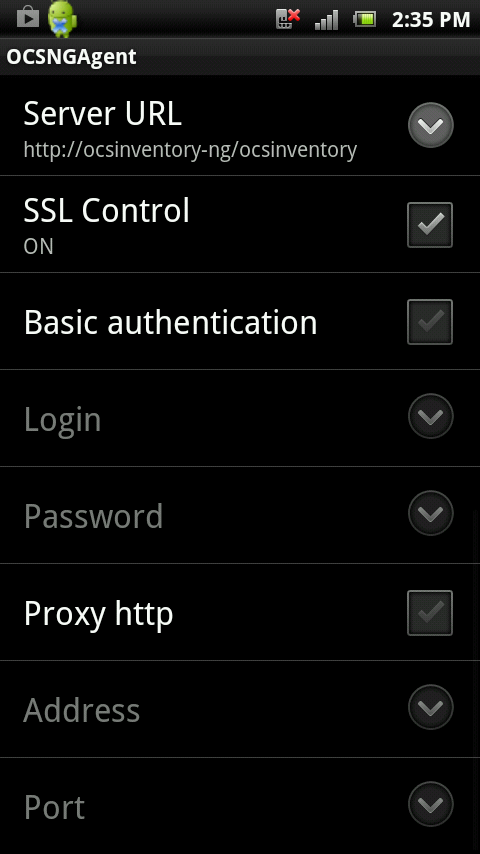 2:35 PM
OCSNGAgent
Server URL
http://ocsinventory-ng/ocsinventory
SSL Control
ON
Basic authentication
Login
Password
Proxy http
Address
Port